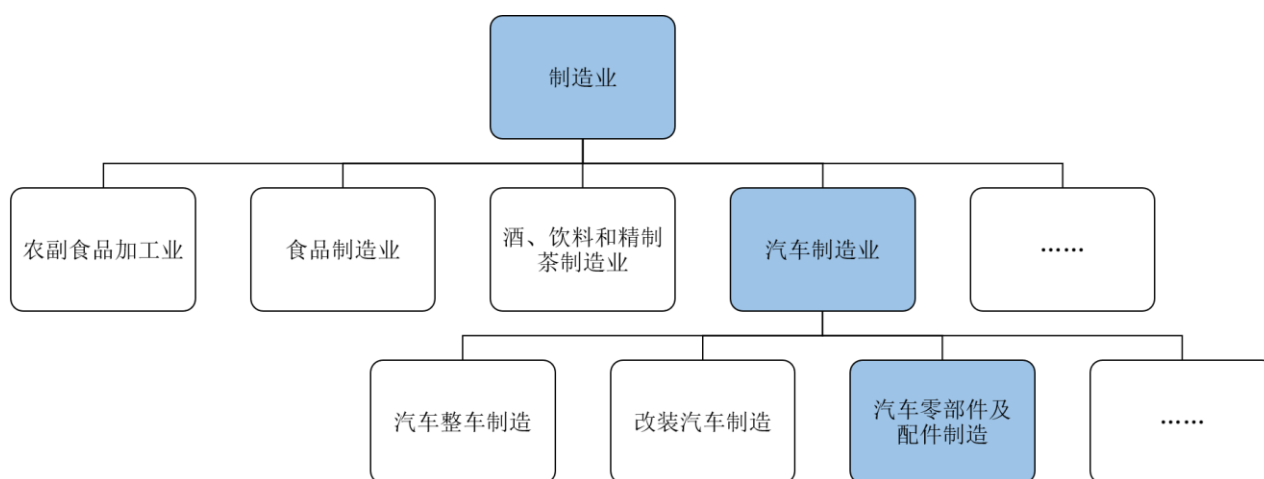 制造业
农副食品加工业
食品制造业
酒、饮料和精制
茶制造业
汽车制造业
……
汽车整车制造
改装汽车制造
汽车零部件及
配件制造
……